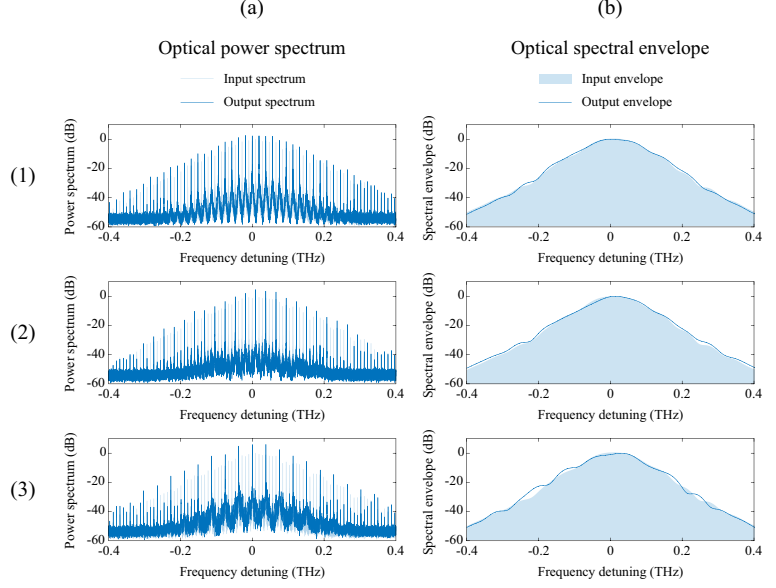 (a)
(b)
Optical power spectrum
Optical spectral envelope
Input spectrum
Output spectrum
Input envelope
Output envelope
(1)
Power spectrum (dB)
0
-20
-40
-60
-0.4
-0.2
0
0.2
0.4
Frequency detuning (THz)
Spectral envelope (dB)
0
-20
-40
-60
-0.4
-0.2
0
0.2
0.4
Frequency detuning (THz)
(2)
Power spectrum (dB)
0
-20
-40
-60
-0.4
-0.2
0
0.2
0.4
Frequency detuning (THz)
Spectral envelope (dB)
0
-20
-40
-60
-0.4
-0.2
0
0.2
0.4
Frequency detuning (THz)
(3)
Power spectrum (dB)
0
-20
-40
-60
-0.4
-0.2
0
0.2
0.4
Frequency detuning (THz)
Spectral envelope (dB)
0
-20
-40
-60
-0.4
-0.2
0
0.2
0.4
Frequency detuning (THz)